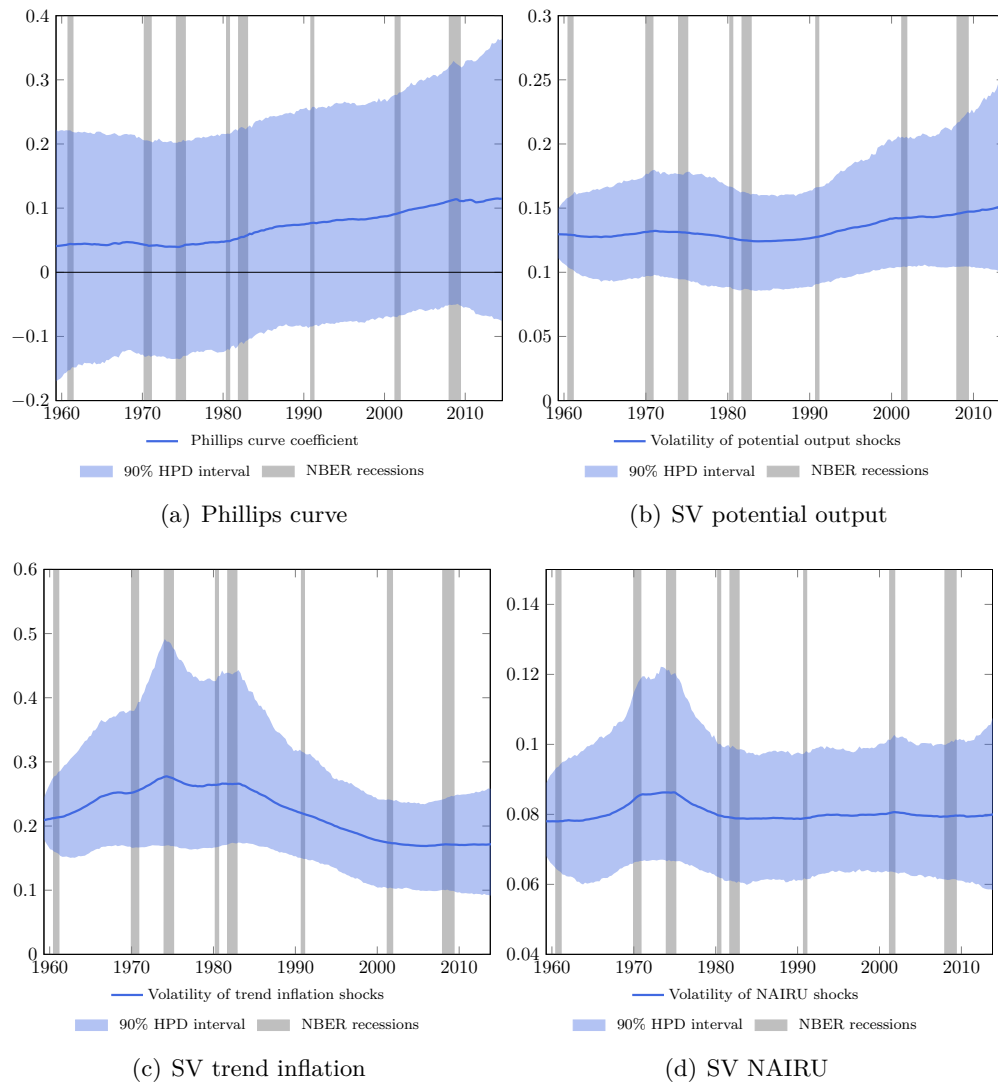 0.4
0.3
0.2
0.1
0
−0.1
−0.2
1960 1970 1980 1990 2000 2010
Phillips curve coefficient
90% HPD interval NBER recessions
(a) Phillips curve
0.3
0.25
0.2
0.15
0.1
0.05
0
1960 1970 1980 1990 2000 2010
Volatility of potential output shocks
90% HPD interval NBER recessions
(b) SV potential output
0.6
0.5
0.4
0.3
0.2
0.1
0
1960 1970 1980 1990 2000 2010
Volatility of trend inflation shocks
90% HPD interval NBER recessions
(c) SV trend inflation
0.14
0.12
0.1
0.08
0.06
0.04
1960 1970 1980 1990 2000 2010
Volatility of NAIRU shocks
90% HPD interval NBER recessions
(d) SV NAIRU